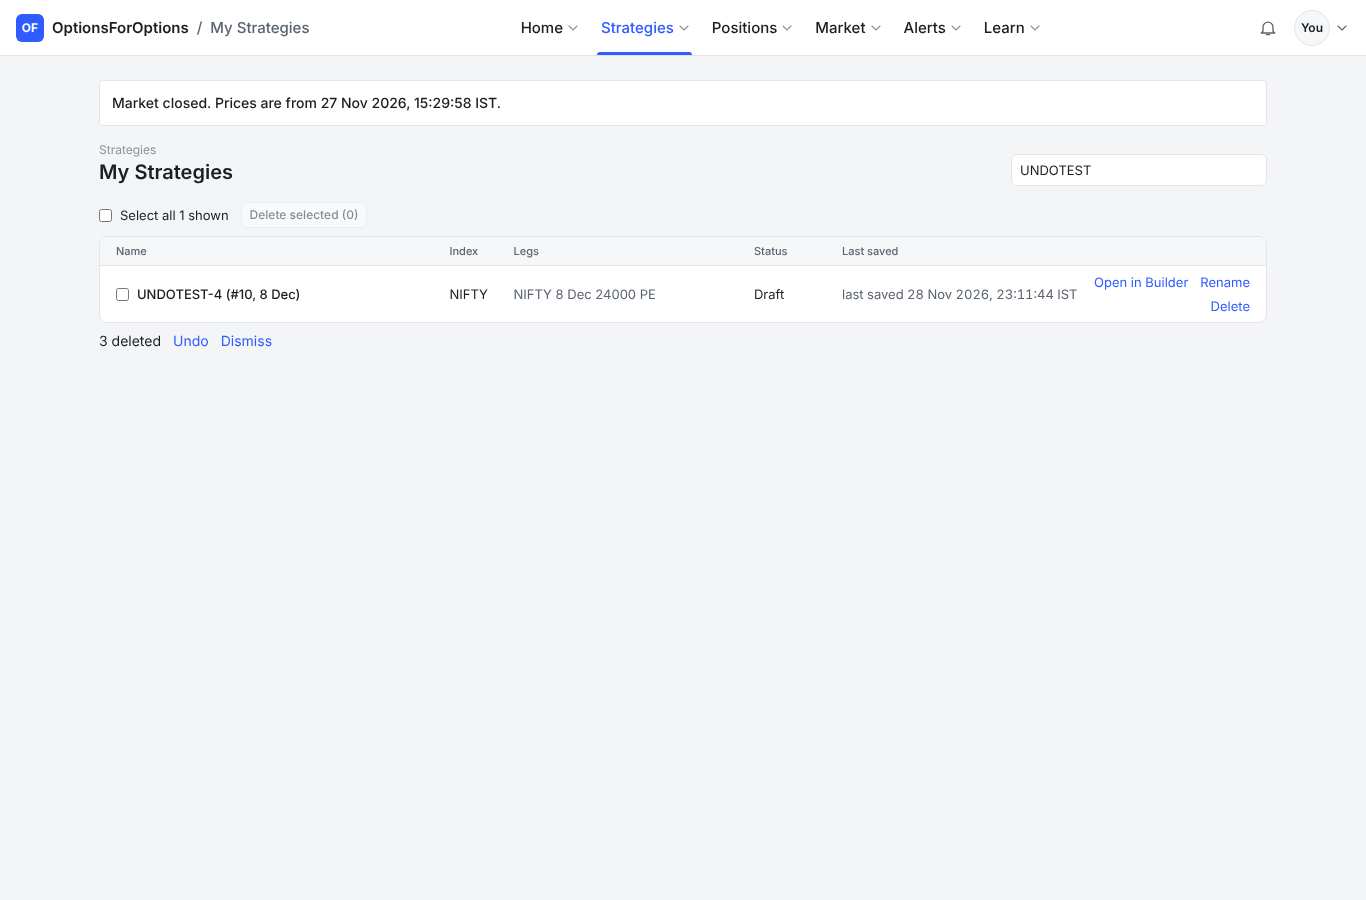 OF OptionsForOptions / My Strategies Home Strategies Positions Market Alerts Learn You
Market closed. Prices are from 27 Nov 2026, 15:29:58 IST.
Strategies
My Strategies
UNDOTEST
Select all 1 shown Delete selected (0)
Name Index Legs Status Last saved
UNDOTEST-4 (#10, 8 Dec) NIFTY NIFTY 8 Dec 24000 PE Draft last saved 28 Nov 2026, 23:11:44 IST Open in Builder Rename
Delete
3 deleted Undo Dismiss